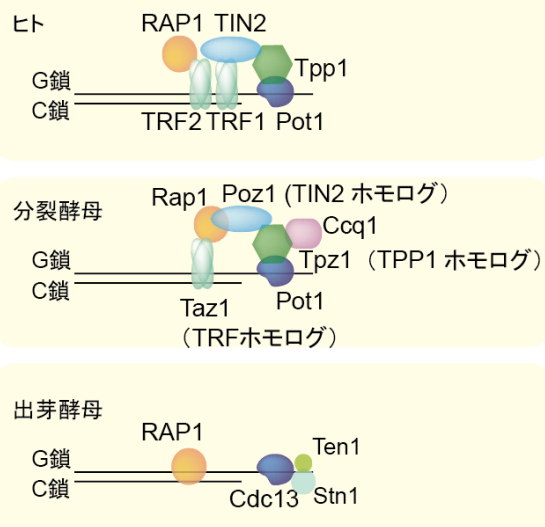 ヒト
RAP1 TIN2
Tpp1
G鎖
C鎖
TRF2 TRF1 Pot1
分裂酵母
Rap1 Poz1 (TIN2 ホモログ)
Ccq1
Tpz1 (TPP1 ホモログ)
G鎖
C鎖
Taz1
Pot1
(TRFホモログ)
出芽酵母
RAP1
Ten1
G鎖
C鎖
Cdc13 Stn1